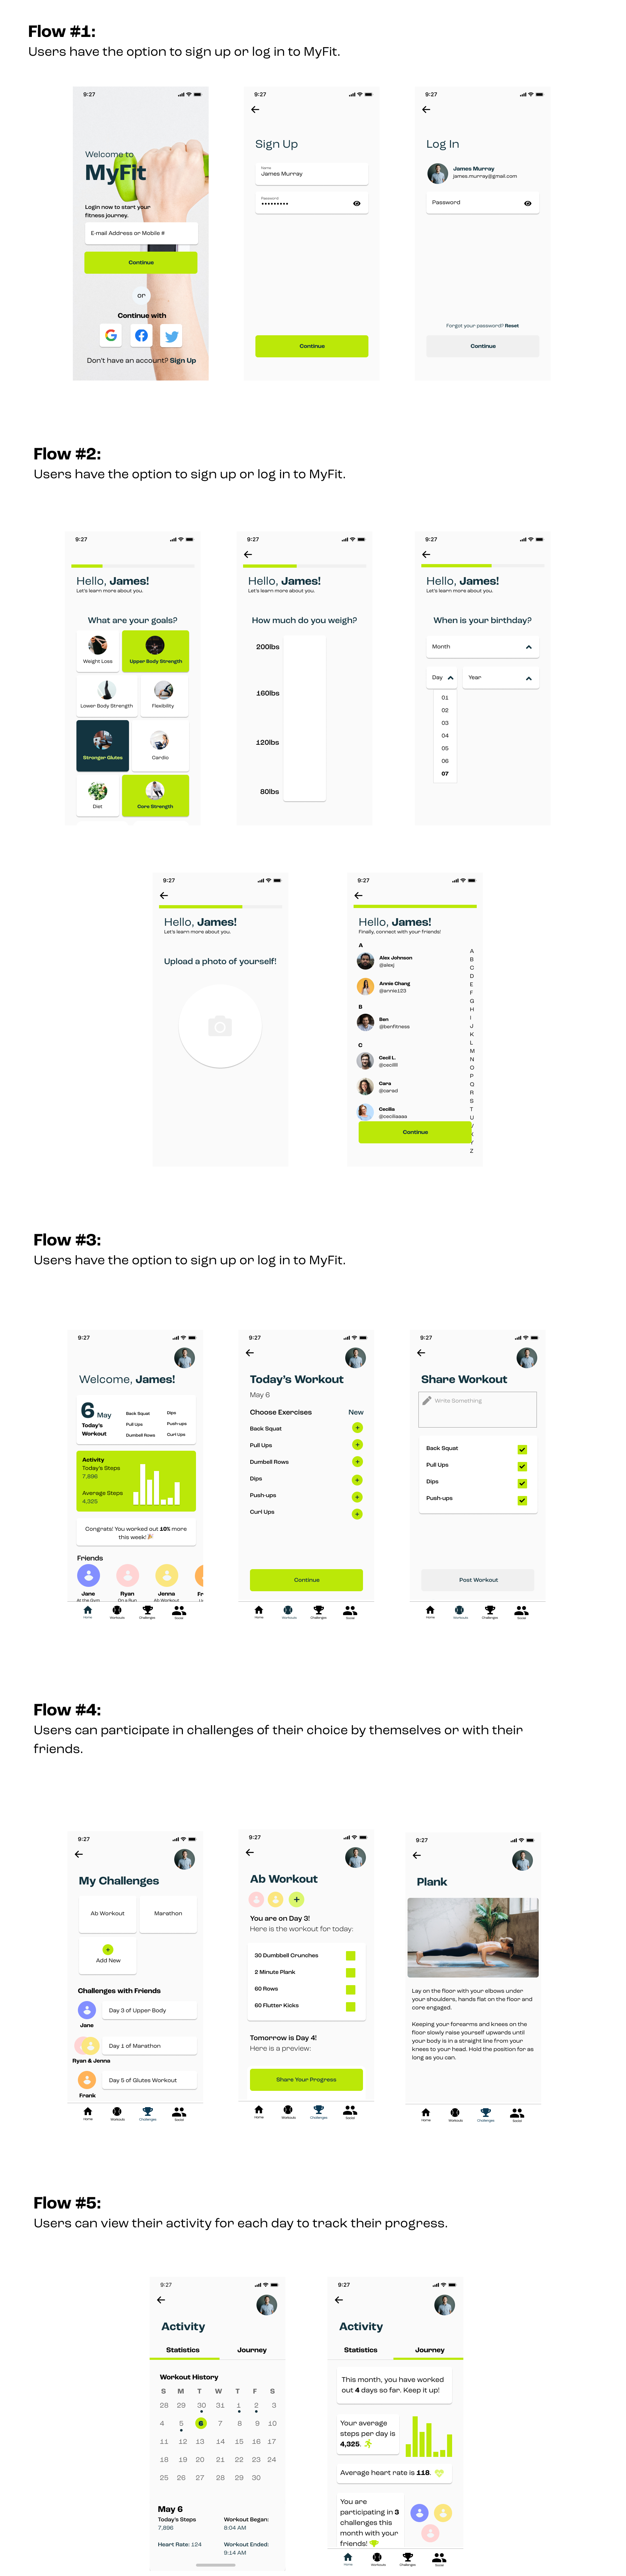 Flow #1:
Users have the option to sign up or log in to MyFit.
9:27
Welcome to
MyFit
Login now to start your
fitness journey.
E-mail Address or Mobile #
Continue
or
Continue with
Don't have an account? Sign Up
9:27
Sign Up
Name
James Murray
Password
Continue
9:27
Log In
James Murray
james.murray@gmail.com
Password
Forgot your password? Reset
Continue
Flow #2:
Users have the option to sign up or log in to MyFit.
9:27
Hello, James!
Let's learn more about you.
What are your goals?
Weight Loss
Upper Body Strength
Lower Body Strength
Flexibility
Stronger Glutes
Cardio
Diet
Core Strength
9:27
Hello, James!
Let's learn more about you.
How much do you weigh?
200lbs
160lbs
120lbs
80lbs
9:27
Hello, James!
Let's learn more about you.
When is your birthday?
Month
Day
Year
01
02
03
04
05
06
07
9:27
Hello, James!
Let's learn more about you.
Upload a photo of yourself!
9:27
Hello, James!
Finally, connect with your friends!
A
Alex Johnson
@alexj
Annie Chang
@annie123
B
Ben
@benfitness
C
Cecil L.
@cecillll
Cara
@carad
Cecilia
@ceciliaaaa
Continue
A
B
C
D
E
F
G
H
I
J
K
L
M
N
O
P
Q
R
S
T
U
Z
Flow #3:
Users have the option to sign up or log in to MyFit.
9:27
Welcome, James!
6 May
Today's
Workout
Back Squat
Pull Ups
Dumbell Rows
Dips
Push-ups
Curl Ups
Activity
Today's Steps
7,896
Average Steps
4,325
Congrats! You worked out 10% more
this week! 🎉
Friends
Jane
At the Gym
Ryan
On a Run
Jenna
Ab Workout
Fr
Home
Workouts
Challenges
Social
9:27
Today's Workout
May 6
Choose Exercises
New
Back Squat
Pull Ups
Dumbell Rows
Dips
Push-ups
Curl Ups
Continue
Home
Workouts
Challenges
Social
9:27
Share Workout
Write Something
Back Squat
Pull Ups
Dips
Push-ups
Post Workout
Home
Workouts
Challenges
Social
Flow #4:
Users can participate in challenges of their choice by themselves or with their
friends.
9:27
My Challenges
Ab Workout
Marathon
Add New
Challenges with Friends
Jane
Day 3 of Upper Body
Ryan & Jenna
Day 1 of Marathon
Frank
Day 5 of Glutes Workout
Home
Workouts
Challenges
Social
9:27
Ab Workout
You are on Day 3!
Here is the workout for today:
30 Dumbbell Crunches
2 Minute Plank
60 Rows
60 Flutter Kicks
Tomorrow is Day 4!
Here is a preview:
Share Your Progress
Home
Workouts
Challenges
Social
9:27
Plank
Lay on the floor with your elbows under
your shoulders, hands flat on the floor and
core engaged.
Keeping your forearms and knees on the
floor slowly raise yourself upwards until
your body is in a straight line from your
knees to your head. Hold the position for as
long as you can.
Home
Workouts
Challenges
Social
Flow #5:
Users can view their activity for each day to track their progress.
9:27
Activity
Statistics
Journey
Workout History
S M T W T F S
28 29 30 31 1 2 3
4 5 6 7 8 9 10
11 12 13 14 15 16 17
18 19 20 21 22 23 24
25 26 27 28 29 30
May 6
Today's Steps
7,896
Workout Began:
8:04 AM
Heart Rate: 124
Workout Ended:
9:14 AM
9:27
Activity
Statistics
Journey
This month, you have worked
out 4 days so far. Keep it up!
Your average
steps per day is
4,325.
Average heart rate is 118.
You are
participating in 3
challenges this
month with your
friends!
Home
Workouts
Challenges
Social